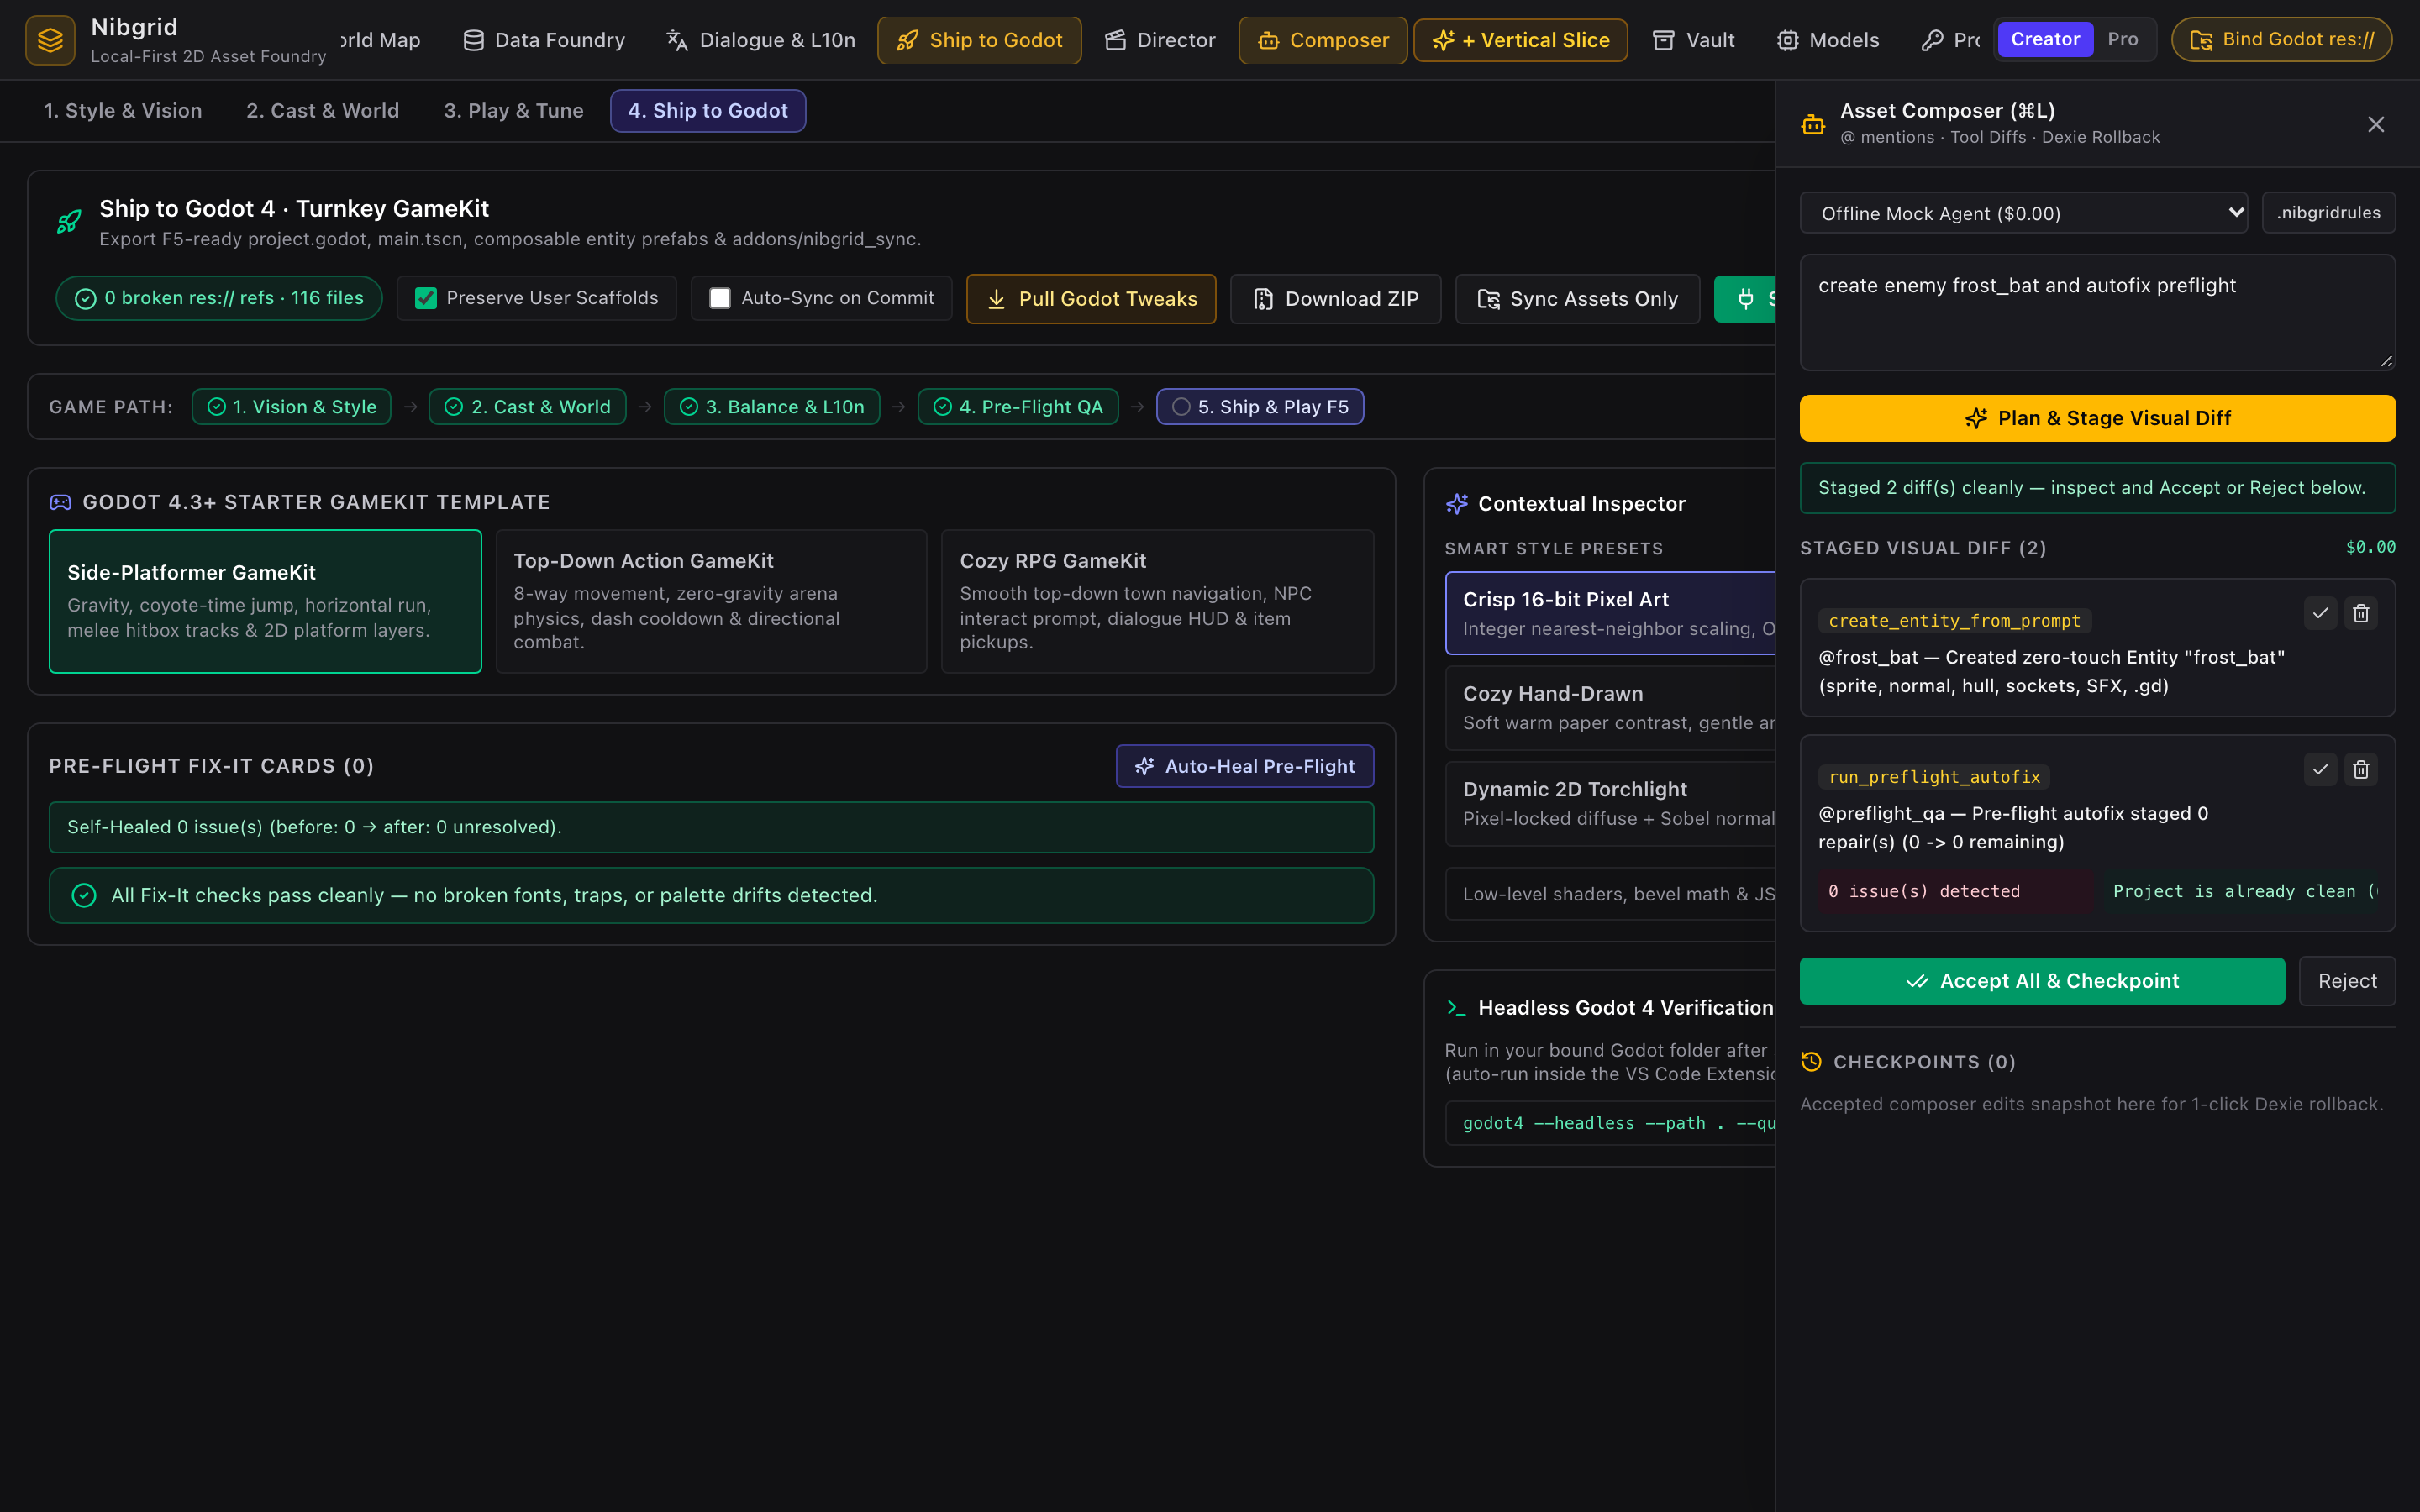 Nibgrid
Local-First 2D Asset Foundry
orld Map
Data Foundry
Dialogue & L10n
Ship to Godot
Director
Composer
+ Vertical Slice
Vault
Models
Pro
Creator
Pro
Bind Godot res://
1. Style & Vision
2. Cast & World
3. Play & Tune
4. Ship to Godot
Ship to Godot 4 · Turnkey GameKit
Export F5-ready project.godot, main.tscn, composable entity prefabs & addons/nibgrid_sync.
0 broken res:// refs · 116 files
Preserve User Scaffolds
Auto-Sync on Commit
Pull Godot Tweaks
Download ZIP
Sync Assets Only
GAME PATH:
1. Vision & Style
→
2. Cast & World
→
3. Balance & L10n
→
4. Pre-Flight QA
→
5. Ship & Play F5
GODOT 4.3+ STARTER GAMEKIT TEMPLATE
Side-Platformer GameKit
Gravity, coyote-time jump, horizontal run,
melee hitbox tracks & 2D platform layers.
Top-Down Action GameKit
8-way movement, zero-gravity arena
physics, dash cooldown & directional
combat.
Cozy RPG GameKit
Smooth top-down town navigation, NPC
interact prompt, dialogue HUD & item
pickups.
PRE-FLIGHT FIX-IT CARDS (0)
Auto-Heal Pre-Flight
Self-Healed 0 issue(s) (before: 0 → after: 0 unresolved).
All Fix-It checks pass cleanly — no broken fonts, traps, or palette drifts detected.
Contextual Inspector
SMART STYLE PRESETS
Crisp 16-bit Pixel Art
Integer nearest-neighbor scaling, O
Cozy Hand-Drawn
Soft warm paper contrast, gentle ar
Dynamic 2D Torchlight
Pixel-locked diffuse + Sobel normal
Low-level shaders, bevel math & JS
Headless Godot 4 Verification
Run in your bound Godot folder after
(auto-run inside the VS Code Extensio
godot4 --headless --path . --qu
Asset Composer (⌘L)
@ mentions · Tool Diffs · Dexie Rollback
Offline Mock Agent ($0.00)
.nibgridrules
create enemy frost_bat and autofix preflight
Plan & Stage Visual Diff
Staged 2 diff(s) cleanly — inspect and Accept or Reject below.
STAGED VISUAL DIFF (2)
$0.00
create_entity_from_prompt
@frost_bat — Created zero-touch Entity "frost_bat"
(sprite, normal, hull, sockets, SFX, .gd)
run_preflight_autofix
@preflight_qa — Pre-flight autofix staged 0
repair(s) (0 -> 0 remaining)
0 issue(s) detected
Project is already clean (
Accept All & Checkpoint
Reject
CHECKPOINTS (0)
Accepted composer edits snapshot here for 1-click Dexie rollback.